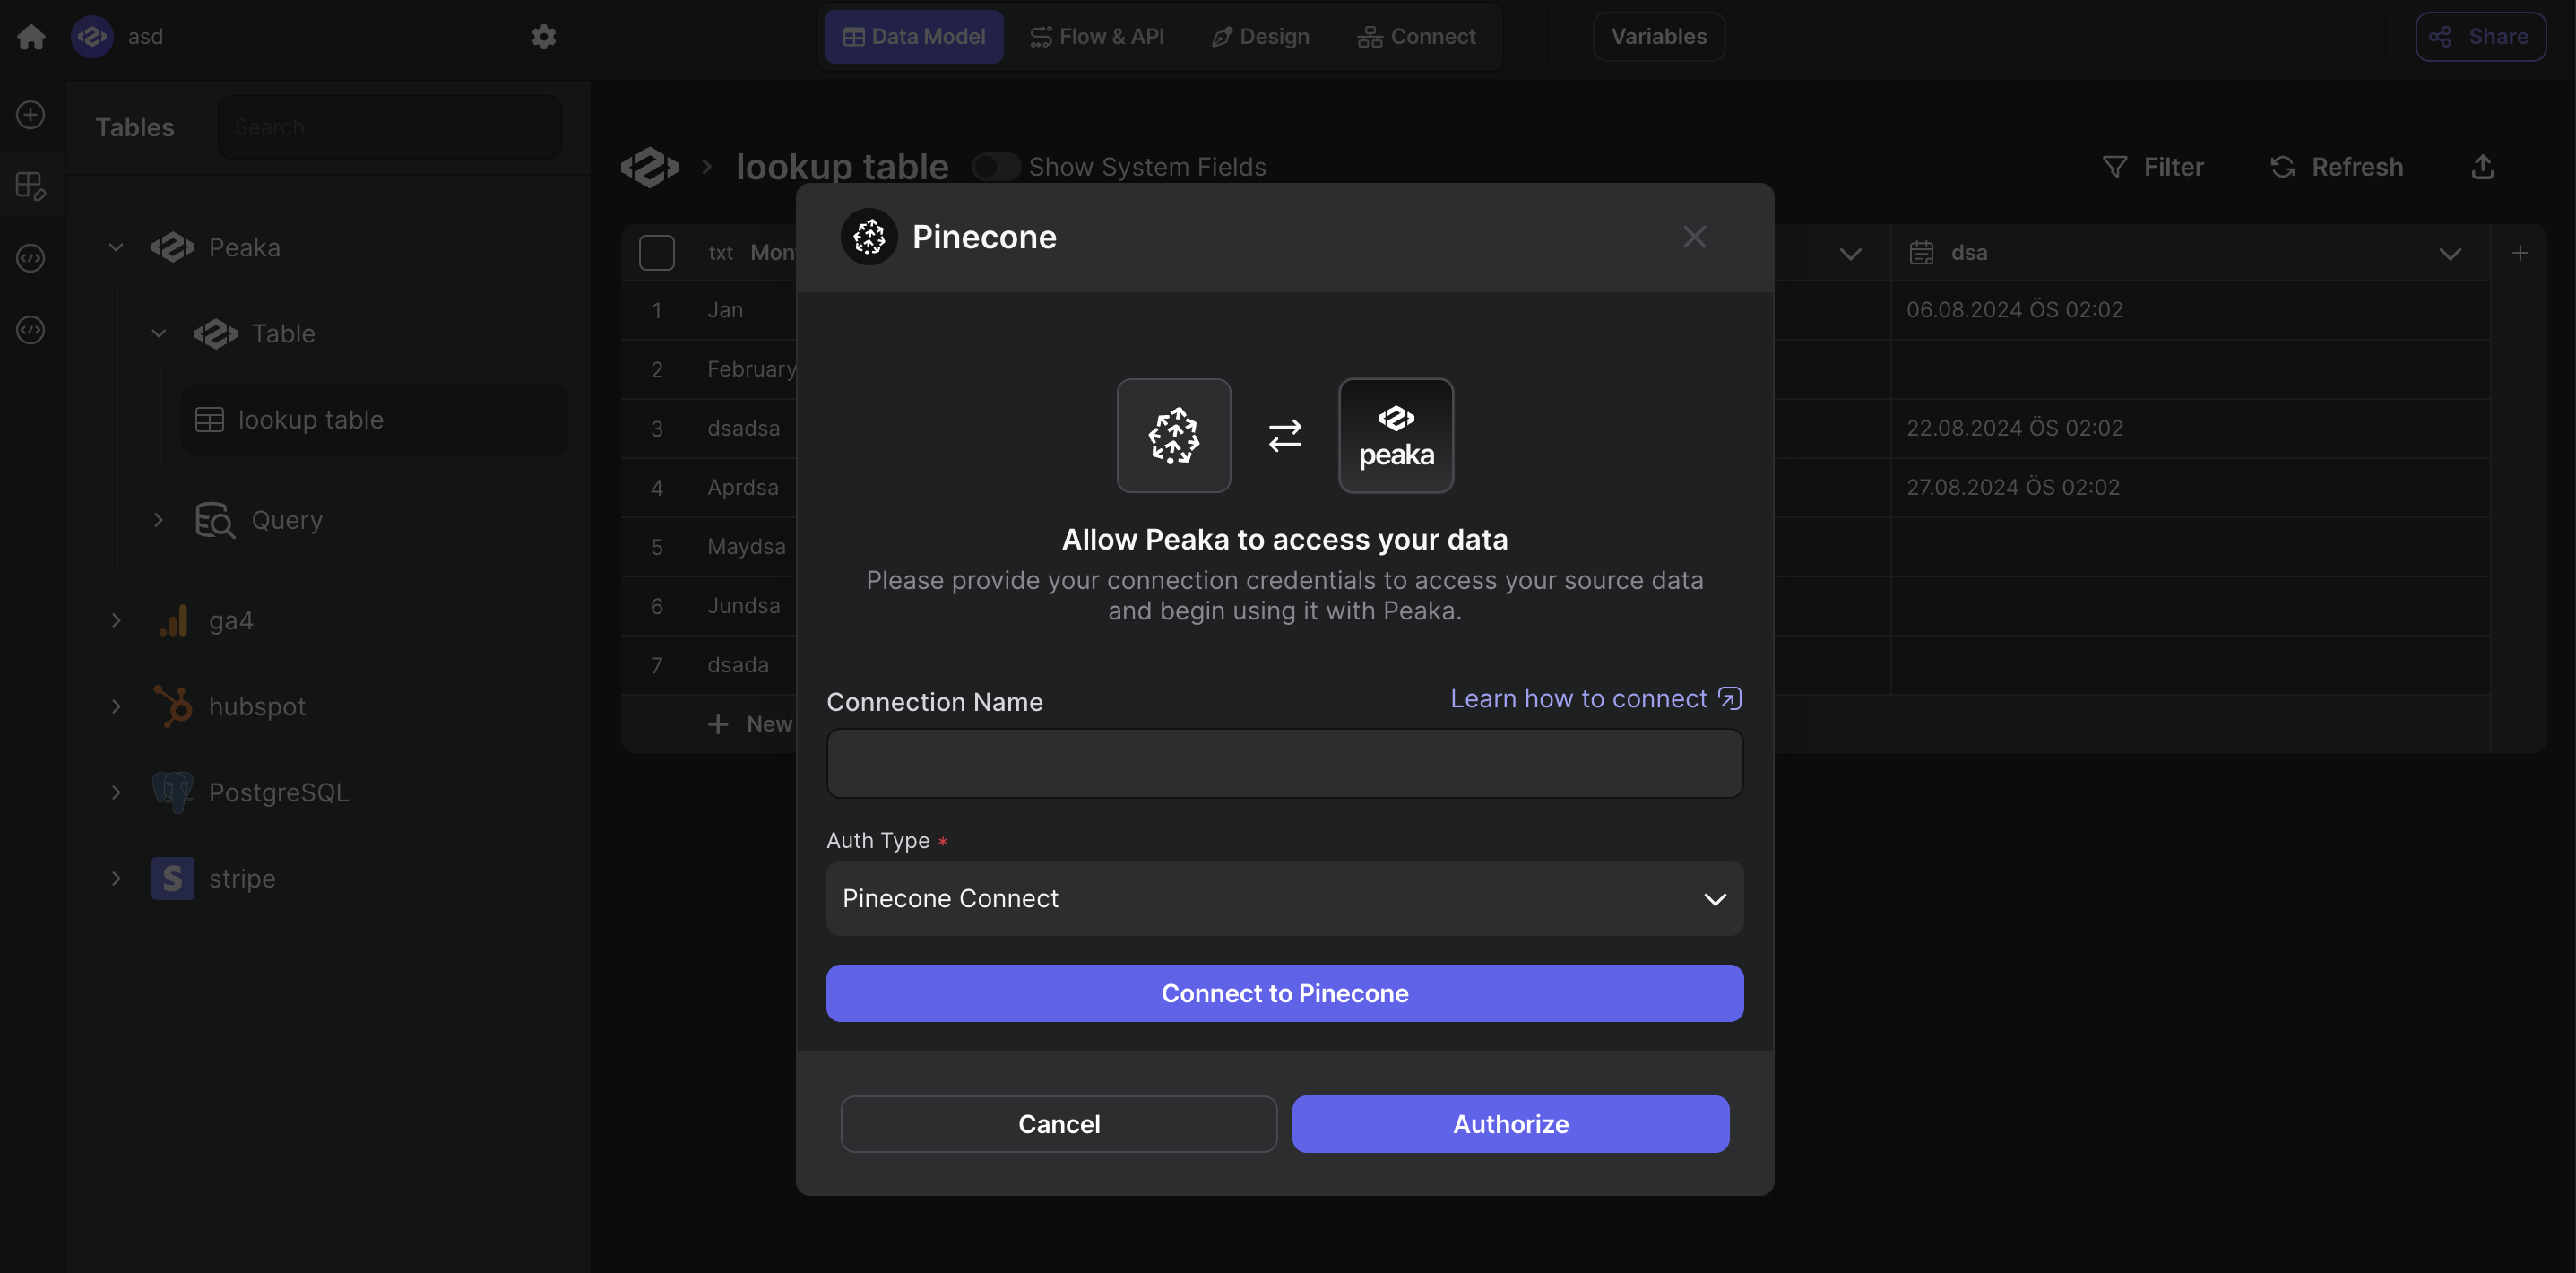 asd
Data Model
Flow & API
Design
Connect
Variables
Share
Tables
Search
lookup table
Show System Fields
Filter
Refresh
Peaka
Table
lookup table
Query
ga4
hubspot
PostgreSQL
stripe
txt Mon
dsa
1 Jan
06.08.2024 ÖS 02:02
2 February
3 dsadsa
22.08.2024 ÖS 02:02
4 Aprdsa
27.08.2024 ÖS 02:02
5 Maydsa
6 Jundsa
7 dsada
+ New
Pinecone
peaka
Allow Peaka to access your data
Please provide your connection credentials to access your source data
and begin using it with Peaka.
Connection Name
Learn how to connect
Auth Type *
Pinecone Connect
Connect to Pinecone
Cancel
Authorize